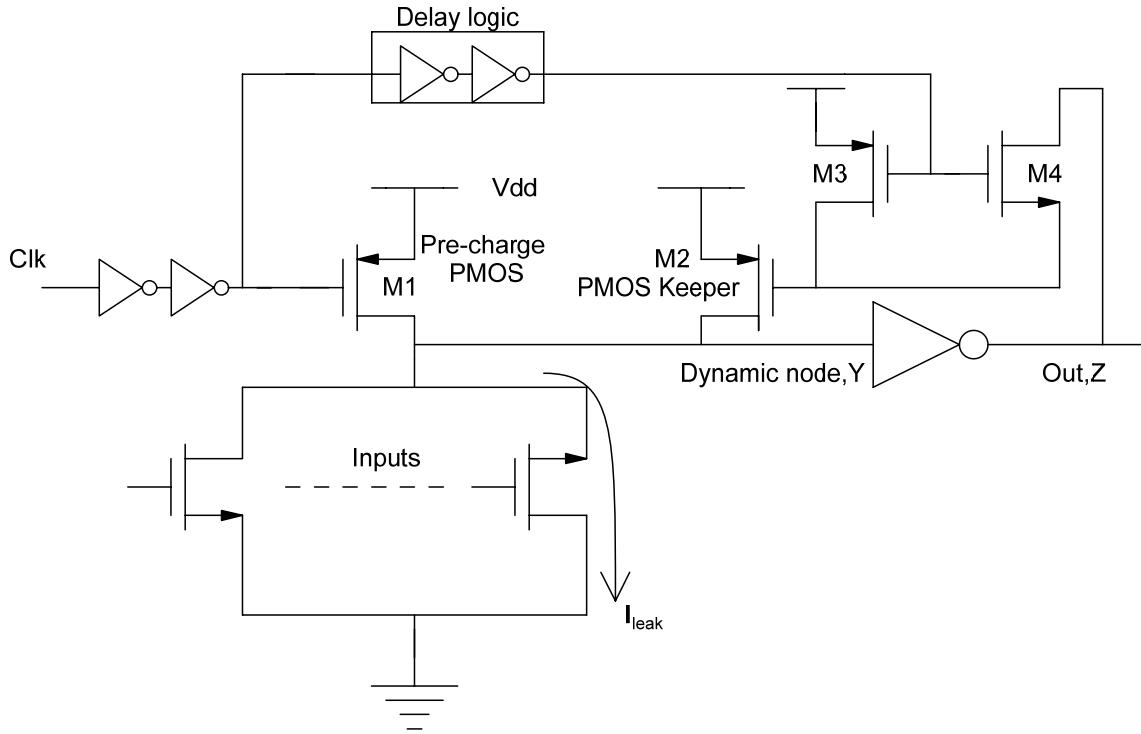 Delay logic
M3
M4
Vdd
Clk
Pre-charge
PMOS
M1
M2
PMOS Keeper
Dynamic node,Y
Out,Z
Inputs
Ileak